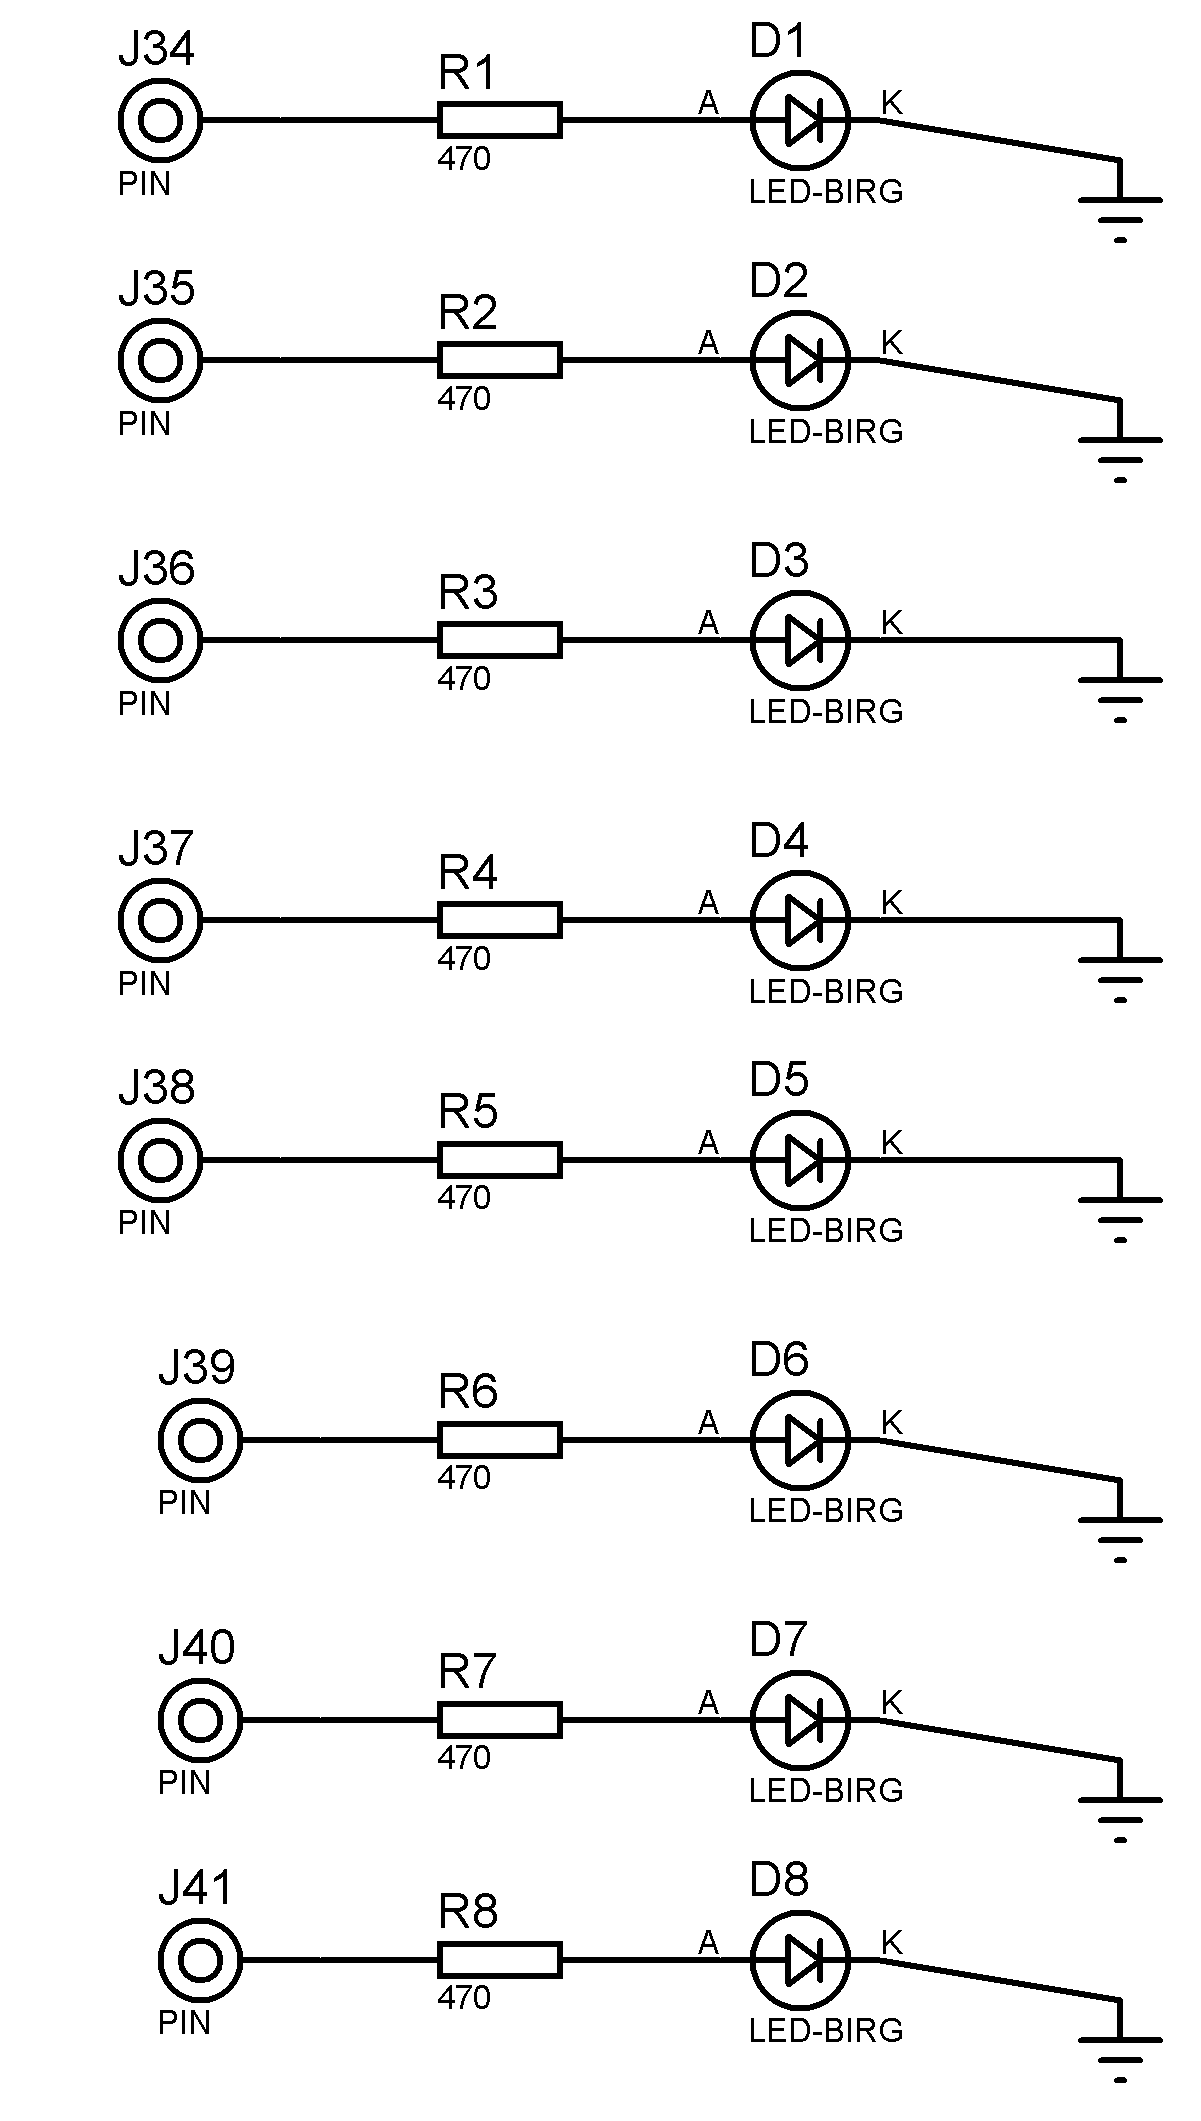 J34 R1 D1
A K
PIN 470 LED-BIRG
J35 R2 D2
A K
PIN 470 LED-BIRG
J36 R3 D3
A K
PIN 470 LED-BIRG
J37 R4 D4
A K
PIN 470 LED-BIRG
J38 R5 D5
A K
PIN 470 LED-BIRG
J39 R6 D6
A K
PIN 470 LED-BIRG
J40 R7 D7
A K
PIN 470 LED-BIRG
J41 R8 D8
A K
PIN 470 LED-BIRG